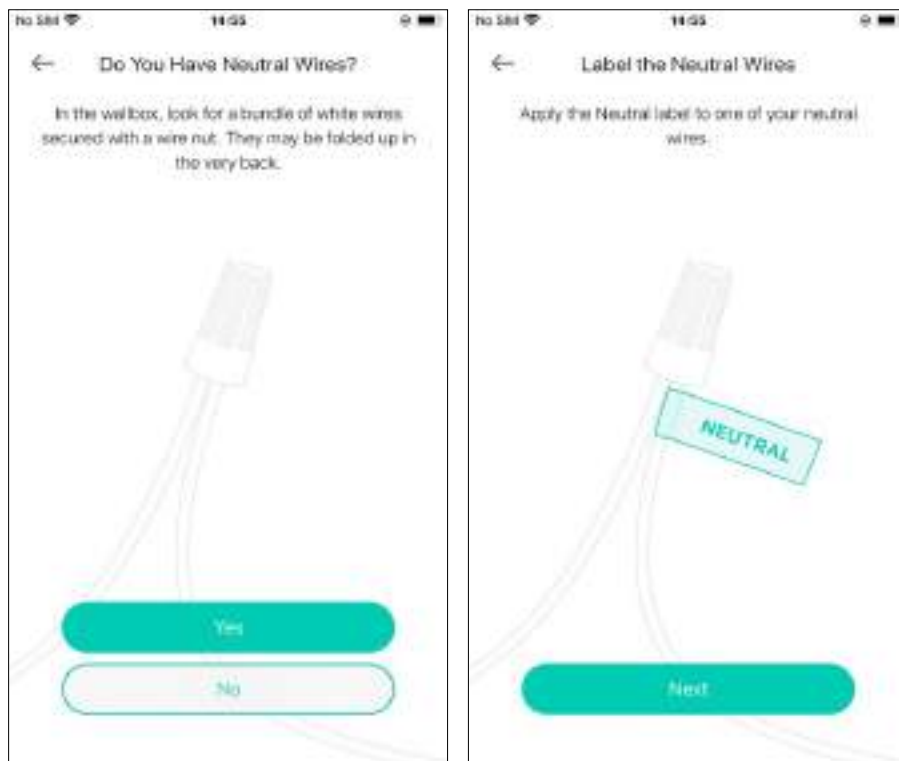 No SIM 14:55
Do You Have Neutral Wires?
In the wallbox, look for a bundle of white wires
secured with a wire nut. They may be folded up in
the very back.
Yes
No
No SIM 14:55
Label the Neutral Wires
Apply the Neutral label to one of your neutral
wires.
NEUTRAL
Next